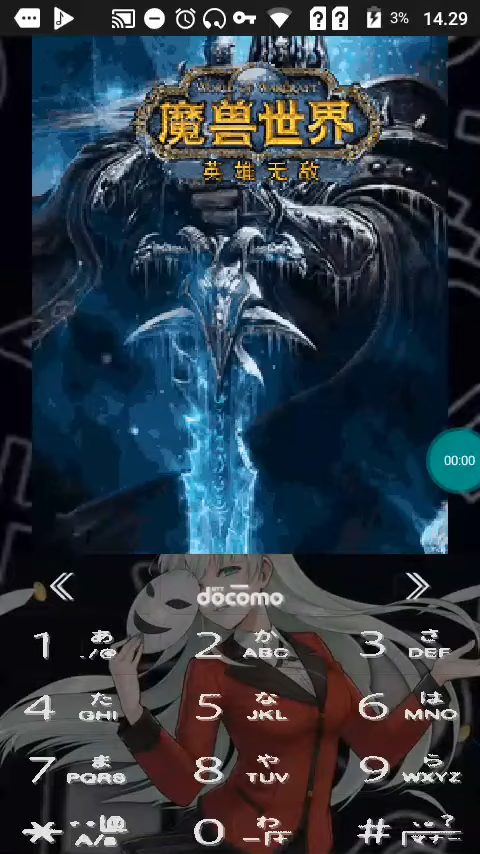 3% 14.29
WORLD OF WARCRAFT
魔兽世界
英雄无敌
00:00
NTT
döcomo
1 あ ./@ 2 か ABC 3 さ DEF
4 た GHI 5 な JKL 6 は MNO
7 ま PQRS 8 や TUV 9 ら WXYZ
* A/a 0 わ #